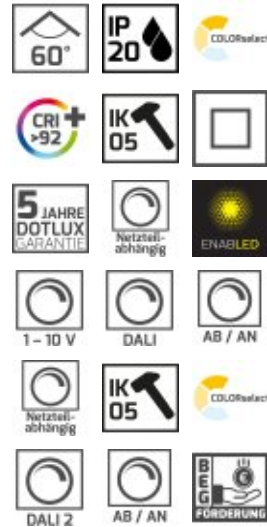 60°
IP
20
COLORselect
CRI +
>92
IK
05
5 JAHRE
DOTLUX
GARANTIE
Netzteil-
abhängig
ENABLED
1 – 10 V
DALI
AB / AN
Netzteil-
abhängig
IK
05
COLORselect
DALI 2
AB / AN
BEG
FÖRDERUNG